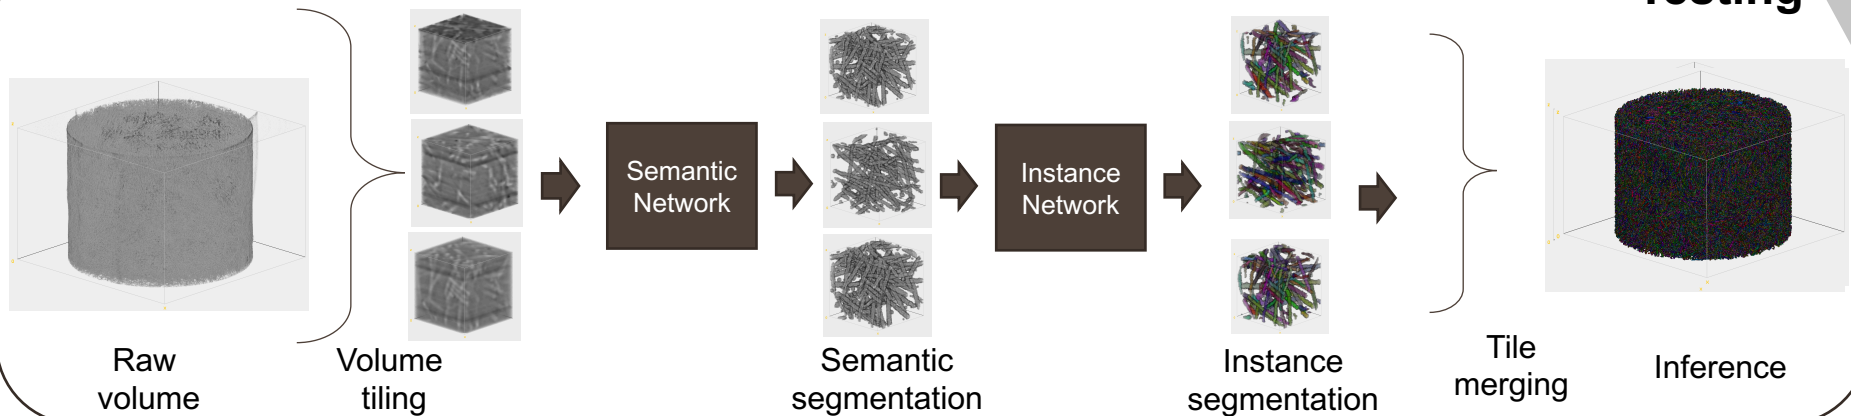 Testing
Semantic
Network
Instance
Network
Raw
volume
Volume
tiling
Semantic
segmentation
Instance
segmentation
Tile
merging
Inference